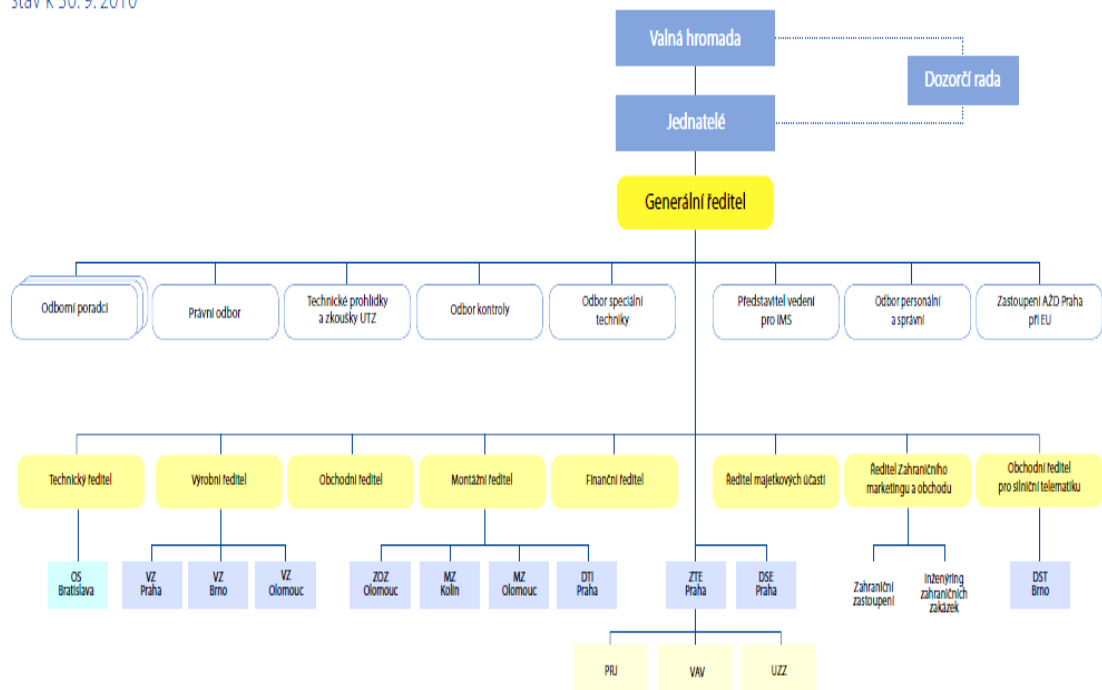 stav k 30. 9. 2010
Valná hromada
Dozorčí rada
Jednatelé
Generální ředitel
Odborní poradci
Právní odbor
Technické prohlídky
a zkoušky UTZ
Odbor kontroly
Odbor speciální
techniky
Představitel vedení
pro IMS
Odbor personální
a správní
Zastoupení AŽD Praha
při EU
Technický ředitel
Výrobní ředitel
Obchodní ředitel
Montážní ředitel
Finanční ředitel
Ředitel majetkových účastí
Ředitel Zahraničního
marketingu a obchodu
Obchodní ředitel
pro silniční telematiku
OS
Bratislava
VZ
Praha
VZ
Brno
VZ
Olomouc
ZOZ
Olomouc
MZ
Kolín
MZ
Olomouc
DTI
Praha
ZTE
Praha
DSE
Praha
Zahraniční
zastoupení
Inženýring
zahraničních
zakázek
DST
Brno
PRJ
VAV
UZZ